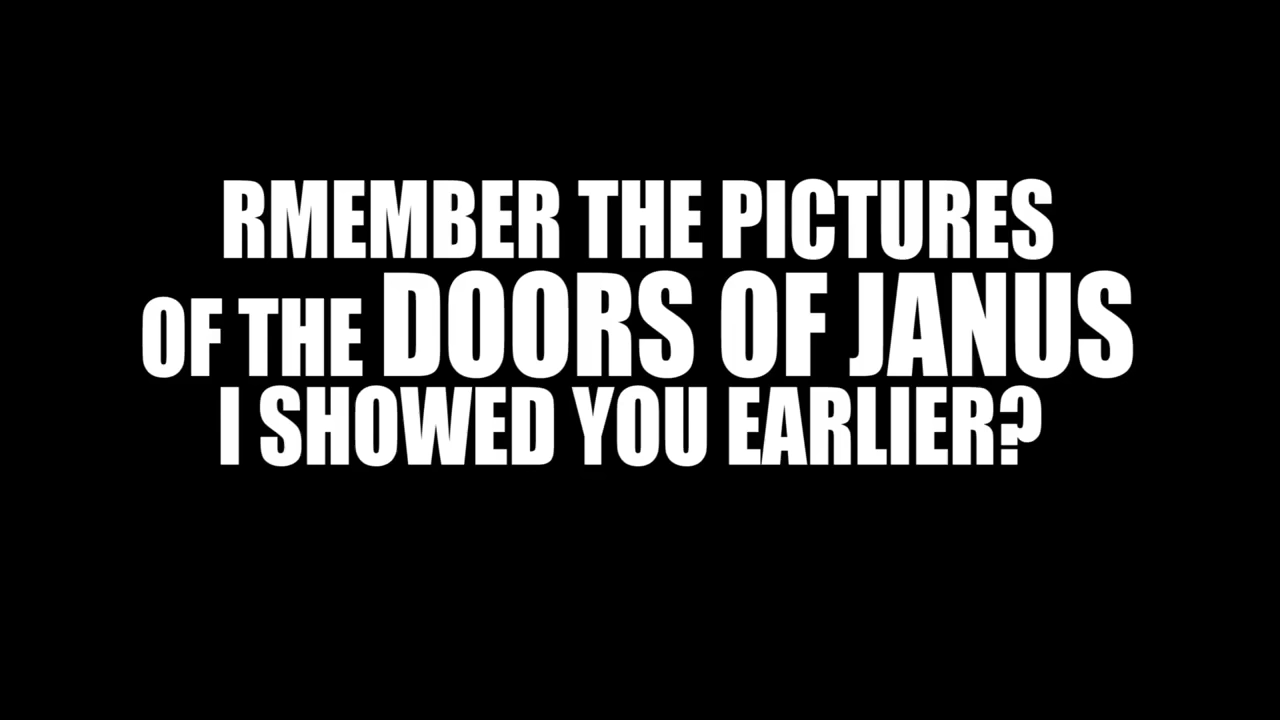 RMEMBER THE PICTURES
OF THE DOORS OF JANUS
I SHOWED YOU EARLIER?